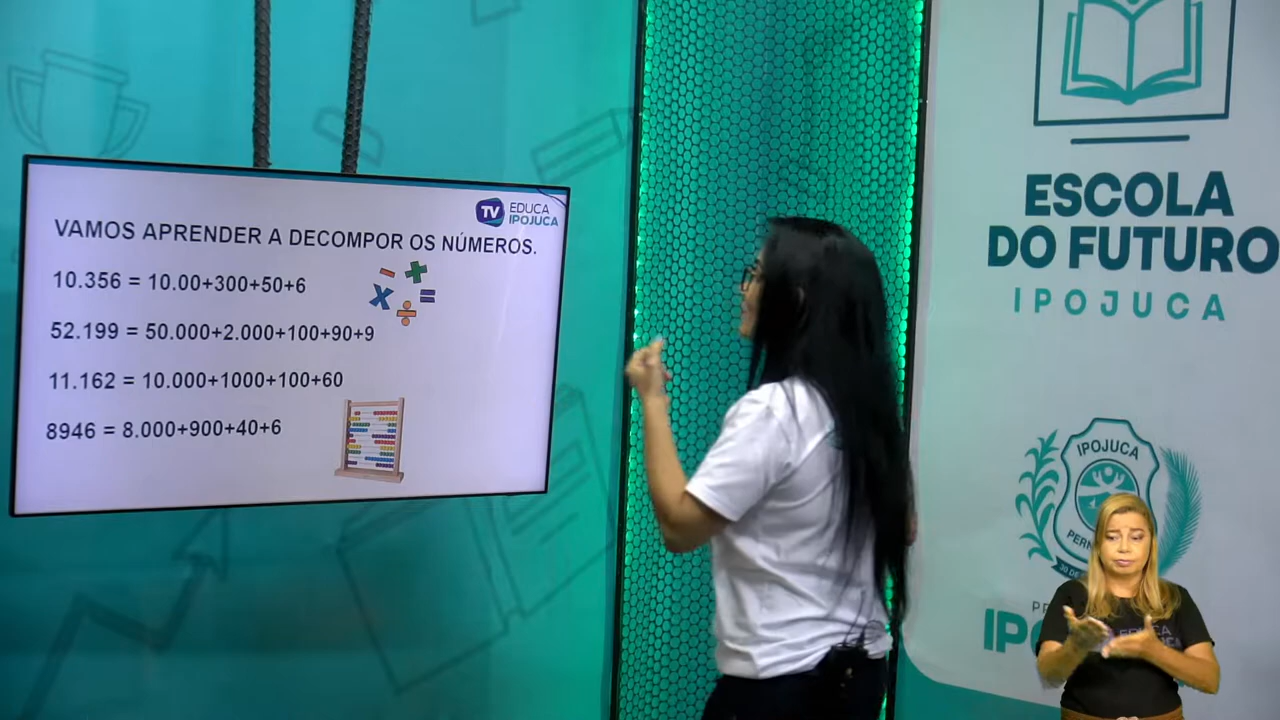 TV EDUCA
IPOJUCA
VAMOS APRENDER A DECOMPOR OS NÚMEROS.
10.356 = 10.00+300+50+6
52.199 = 50.000+2.000+100+90+9
11.162 = 10.000+1000+100+60
8946 = 8.000+900+40+6
ESCOLA
DO FUTURO
IPOJUCA
IPOJUCA